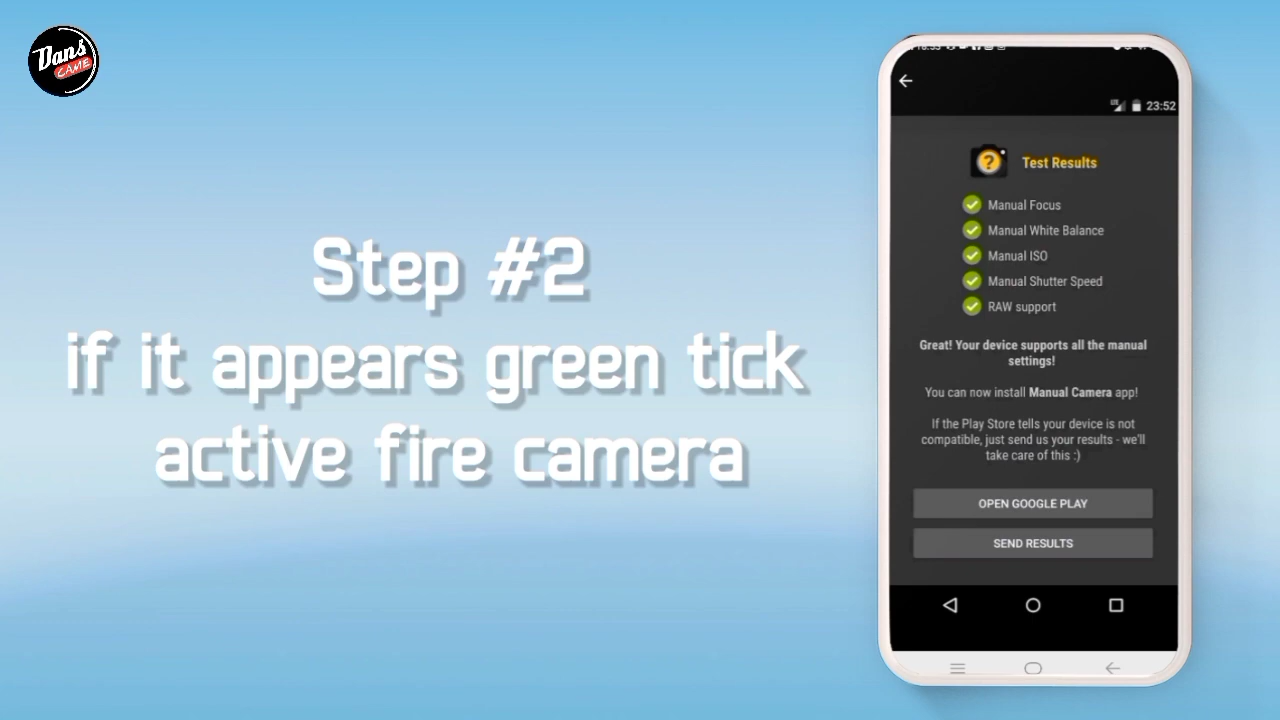 Dans
GAME
Step #2
if it appears green tick
active fire camera
23:52
Test Results
Manual Focus
Manual White Balance
Manual ISO
Manual Shutter Speed
RAW support
Great! Your device supports all the manual
settings!
You can now install Manual Camera app!
If the Play Store tells your device is not
compatible, just send us your results - we'll
take care of this :)
OPEN GOOGLE PLAY
SEND RESULTS